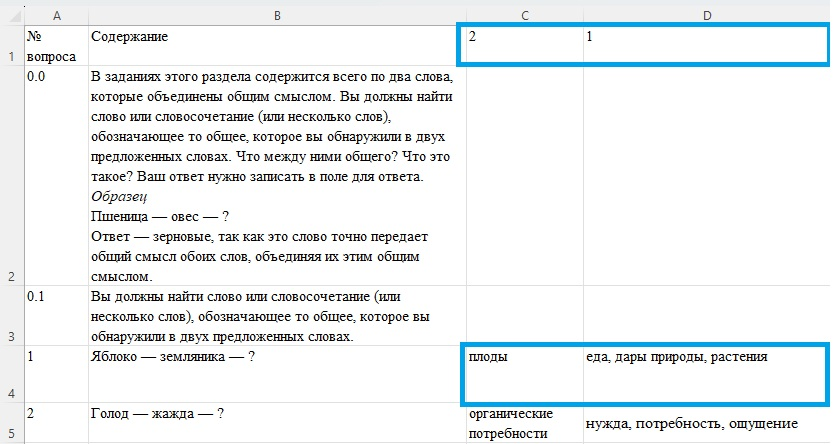 A B C D
1 № вопроса Содержание 2 1
2 0.0 В заданиях этого раздела содержится всего по два слова,
которые объединены общим смыслом. Вы должны найти
слово или словосочетание (или несколько слов),
обозначающее то общее, которое вы обнаружили в двух
предложенных словах. Что между ними общего? Что это
такое? Ваш ответ нужно записать в поле для ответа.
Образец
Пшеница — овес — ?
Ответ — зерновые, так как это слово точно передает
общий смысл обоих слов, объединяя их этим общим
смыслом.
3 0.1 Вы должны найти слово или словосочетание (или
несколько слов), обозначающее то общее, которое вы
обнаружили в двух предложенных словах.
4 1 Яблоко — земляника — ? плоды еда, дары природы, растения
5 2 Голод — жажда — ? органические потребности нужда, потребность, ощущение